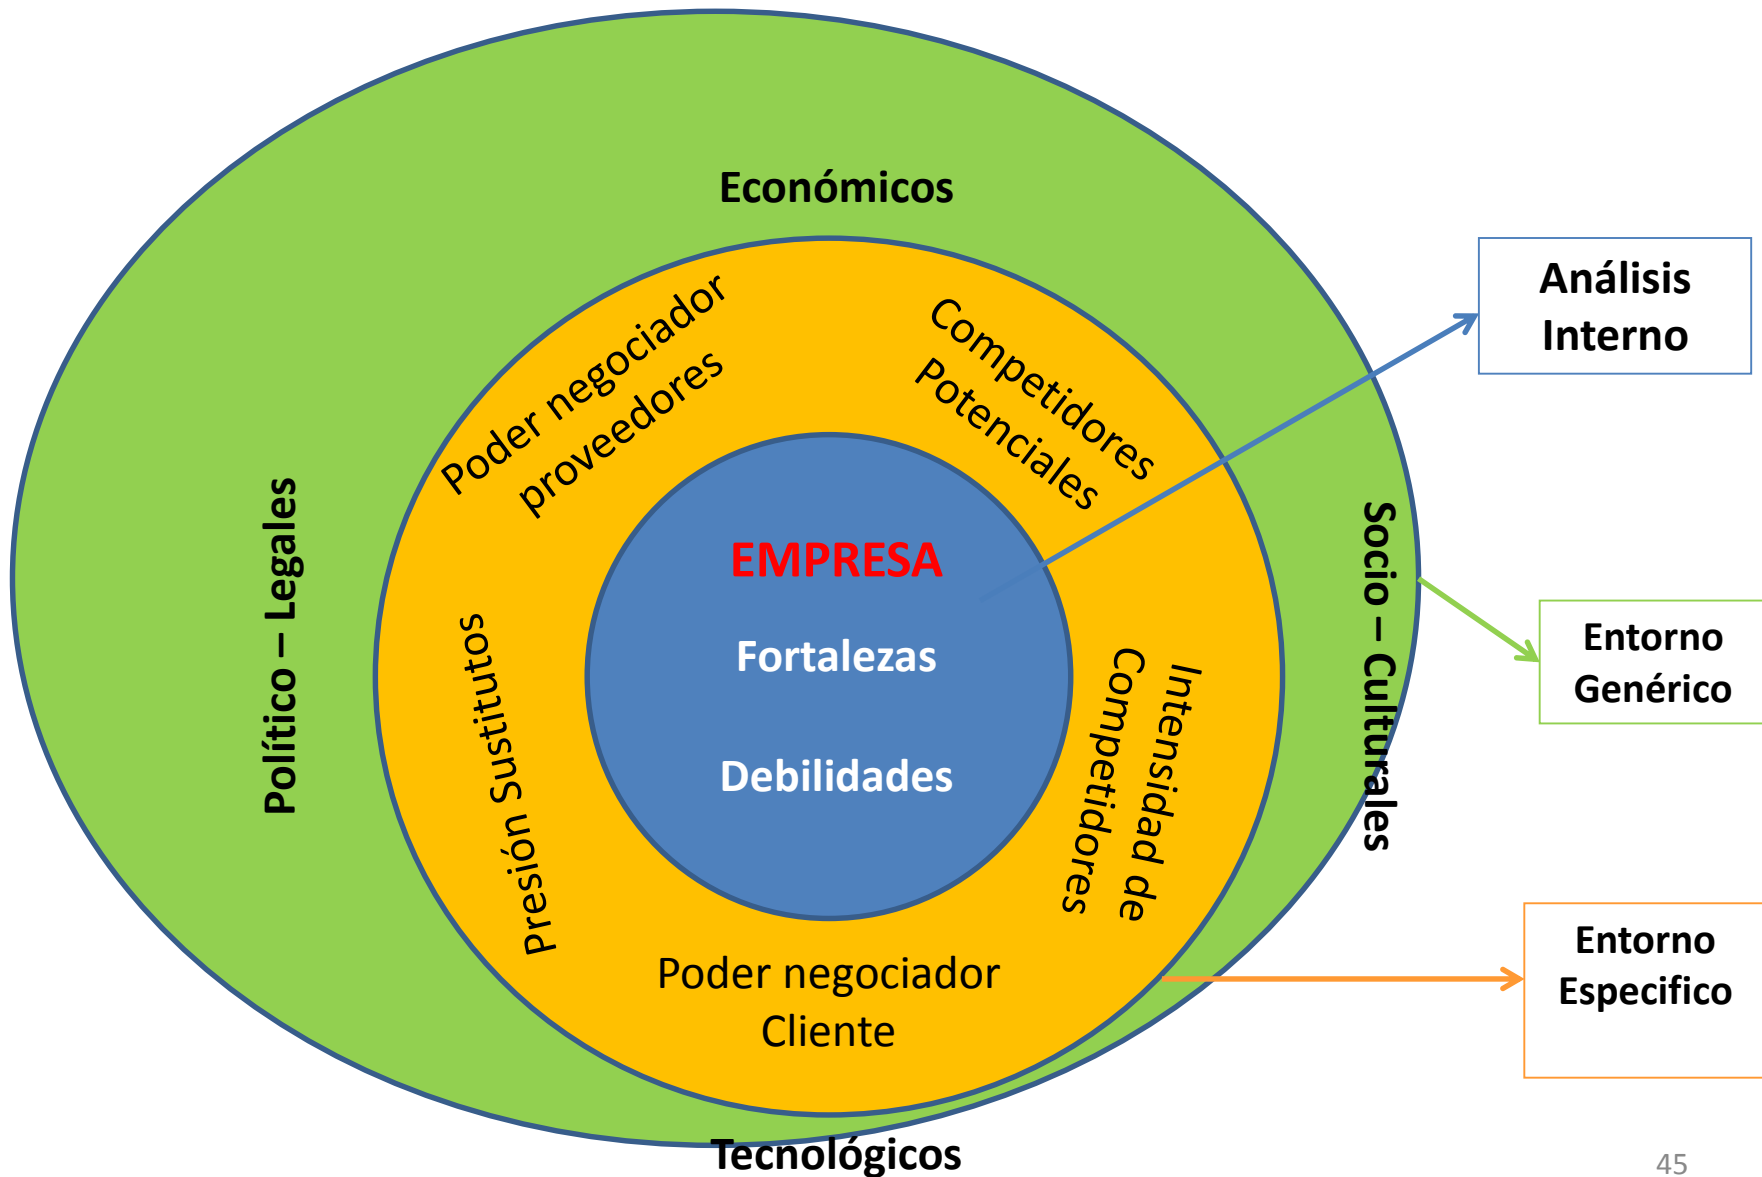 Económicos
Poder negociador
proveedores
Competidores
Potenciales
Análisis
Interno
Político – Legales
EMPRESA
Fortalezas
Debilidades
Socio – Culturales
Entorno
Genérico
Presión Sustitutos
Intensidad de
Competidores
Poder negociador
Cliente
Entorno
Especifico
Tecnológicos
45